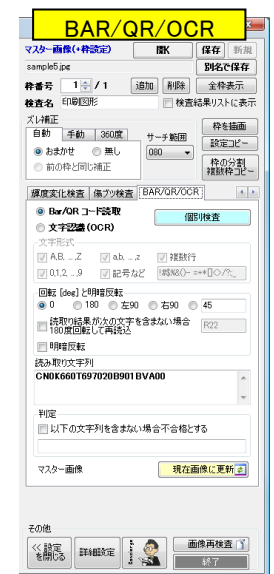 BAR/QR/OCR
マスター画像(+枠設定) 開く 保存 新規
sample5.jpg 別名で保存
枠番号 1 / 1 追加 削除 全枠表示
検査名 印刷図形 検査結果リストに表示
ズレ補正
自動 手動 360度 サーチ範囲 枠を描画
おまかせ 無し 080 設定コピー
前の枠と同じ補正 枠の分割
複数枠コピー
輝度変化検査 傷ブツ検査 BAR/QR/OCR
Bar/QR コード読取 個別検査
文字認識(OCR)
文字形式
A,B, ...,Z a,b, ...,z 複数行
0,1,2, ...,9 記号など
回転 [deg] と明暗反転
0 180 左90 右90 45
読取り結果が次の文字を含まない場合 R22
180度回転して再読込
明暗反転
読み取り文字列
CN0K660T697020B901BVA00
判定
以下の文字列を含まない場合不合格とする
マスター画像 現在画像に更新
その他
<< 設定
を閉じる 詳細設定 画像再検査
終了